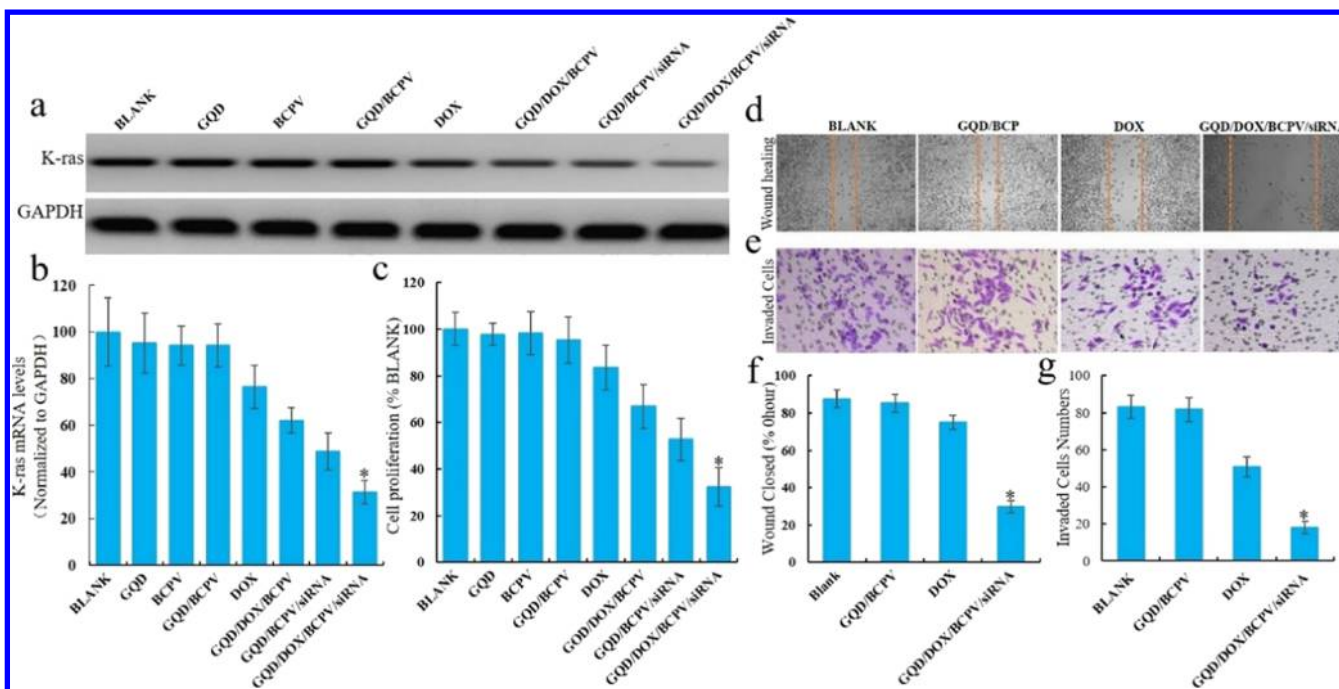 a
BLANK
GQD
BCPV
GQD/BCPV
DOX
GQD/DOX/BCPV
GQD/BCPV/siRNA
GQD/DOX/BCPV/siRNA
K-ras
GAPDH
b
K-ras mRNA levels
(Normalized to GAPDH)
120
100
80
60
40
20
0
*
BLANK
GQD
BCPV
GQD/BCPV
DOX
GQD/DOX/BCPV
GQD/BCPV/siRNA
GQD/DOX/BCPV/siRNA
c
Cell proliferation (% BLANK)
120
100
80
60
40
20
0
*
BLANK
GQD
BCPV
GQD/BCPV
DOX
GOD/DOX/BCPV
GQD/BCPV/siRNA
GQD/DOX/BCPV/siRNA
d
BLANK
GQD/BCP
DOX
GQD/DOX/BCPV/siRNA
Wound healing
e
Invaded Cells
f
Wound Closed (% 0hour)
100
80
60
40
20
0
*
Blank
GQD/BCPV
DOX
GQD/DOX/BCPV/siRNA
g
Invaded Cells Numbers
100
80
60
40
20
0
*
BLANK
GQD/BCPV
DOX
GQD/DOX/BCPV/siRNA